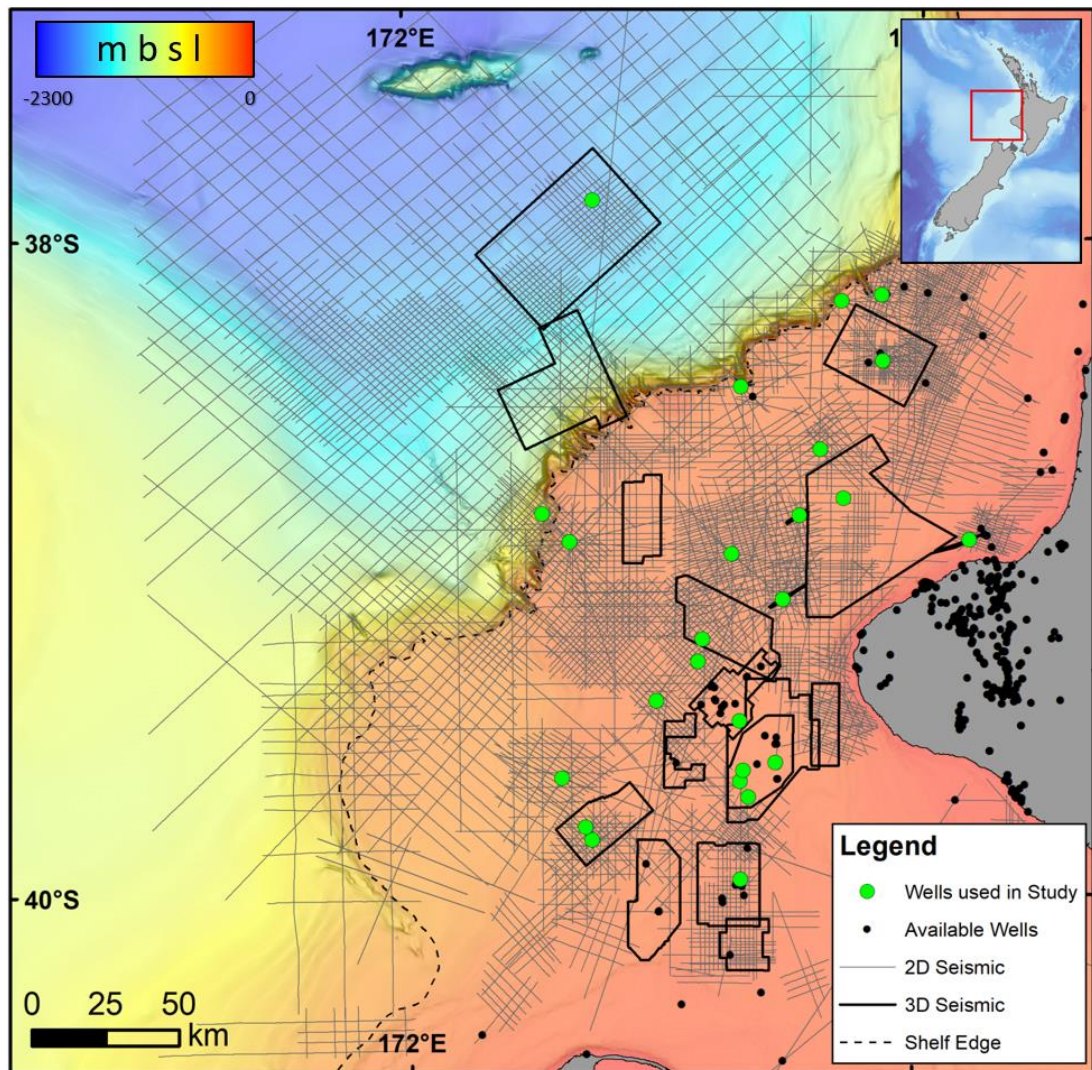 172°E
1
m b s l
-2300 0
38°S
40°S
0 25 50
km
172°E
Legend
Wells used in Study
Available Wells
2D Seismic
3D Seismic
Shelf Edge